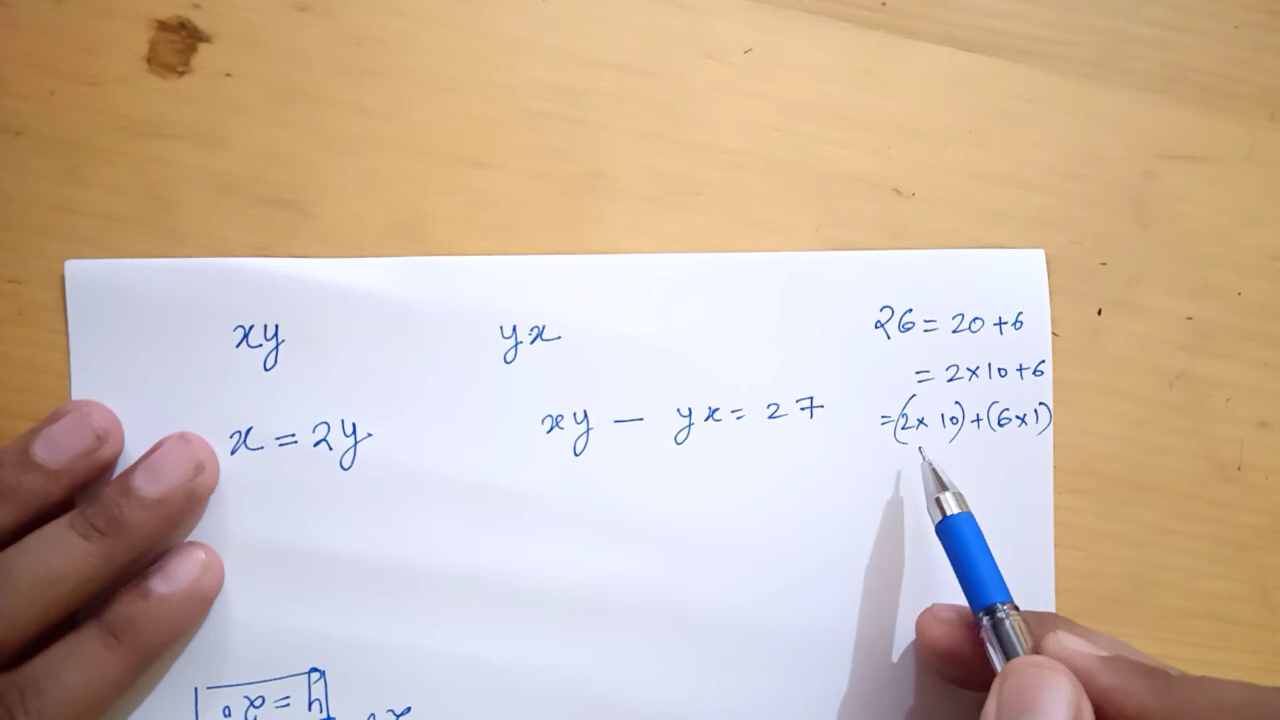 xy yx 26 = 20 + 6
= 2 × 10 + 6
x = 2y xy − yx = 27 = (2 × 10) + (6 × 1)